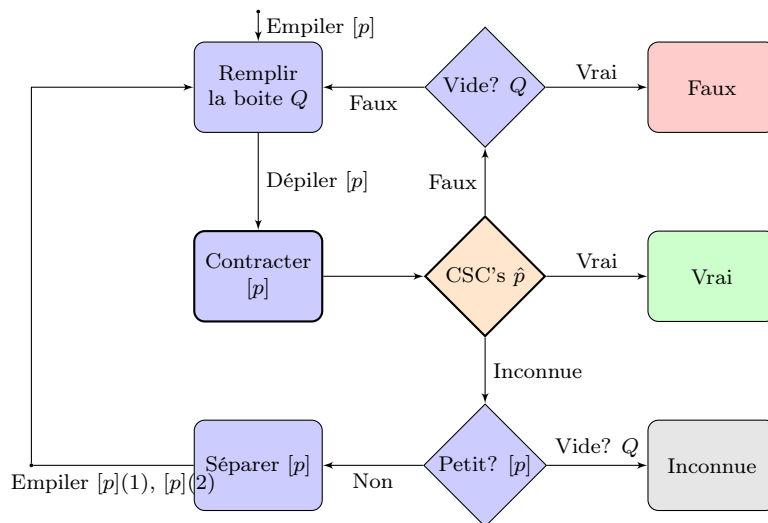 Empiler [p]
Remplir
la boite Q
Vide? Q
Vrai
Faux
Faux
Dépiler [p]
Faux
Contracter
[p]
CSC's p̂
Vrai
Vrai
Inconnue
Séparer [p]
Non
Petit? [p]
Vide? Q
Inconnue
Empiler [p](1), [p](2)